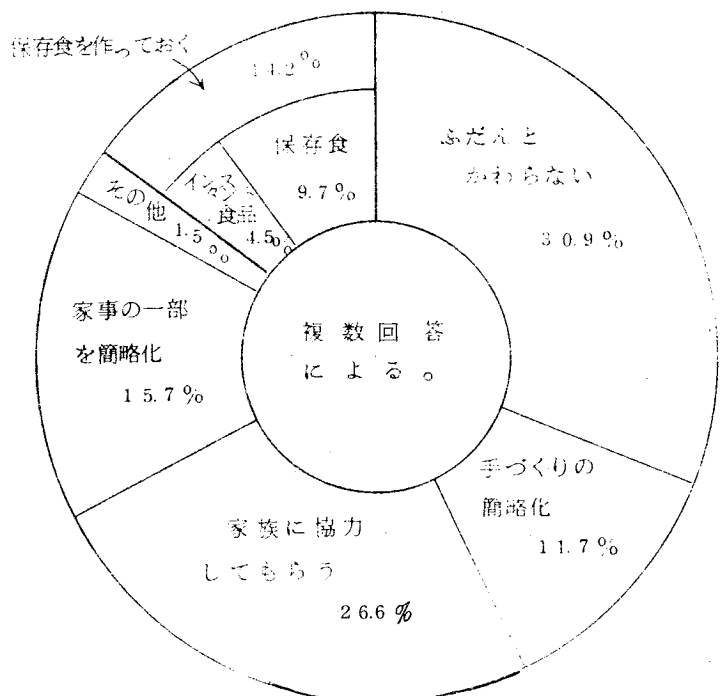 保存食を作っておく
14.2%
保存食
9.7%
インスタント
食品
4.5%
ふだんと
かわらない
30.9%
その他
1.5%
家事の一部
を簡略化
15.7%
複数回答
による。
手づくりの
簡略化
11.7%
家族に協力
してもらう
26.6%